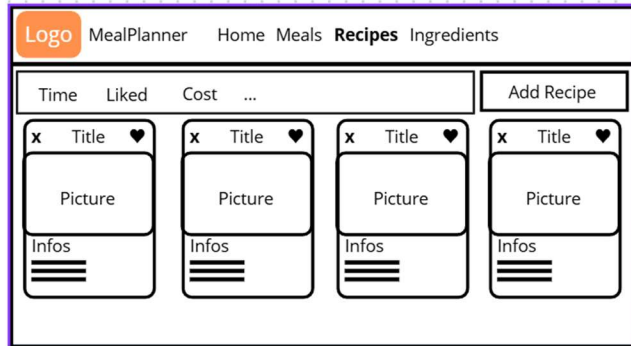 Logo MealPlanner Home Meals Recipes Ingredients
Time Liked Cost ... Add Recipe
x Title ♥ x Title ♥ x Title ♥ x Title ♥
Picture Picture Picture Picture
Infos Infos Infos Infos